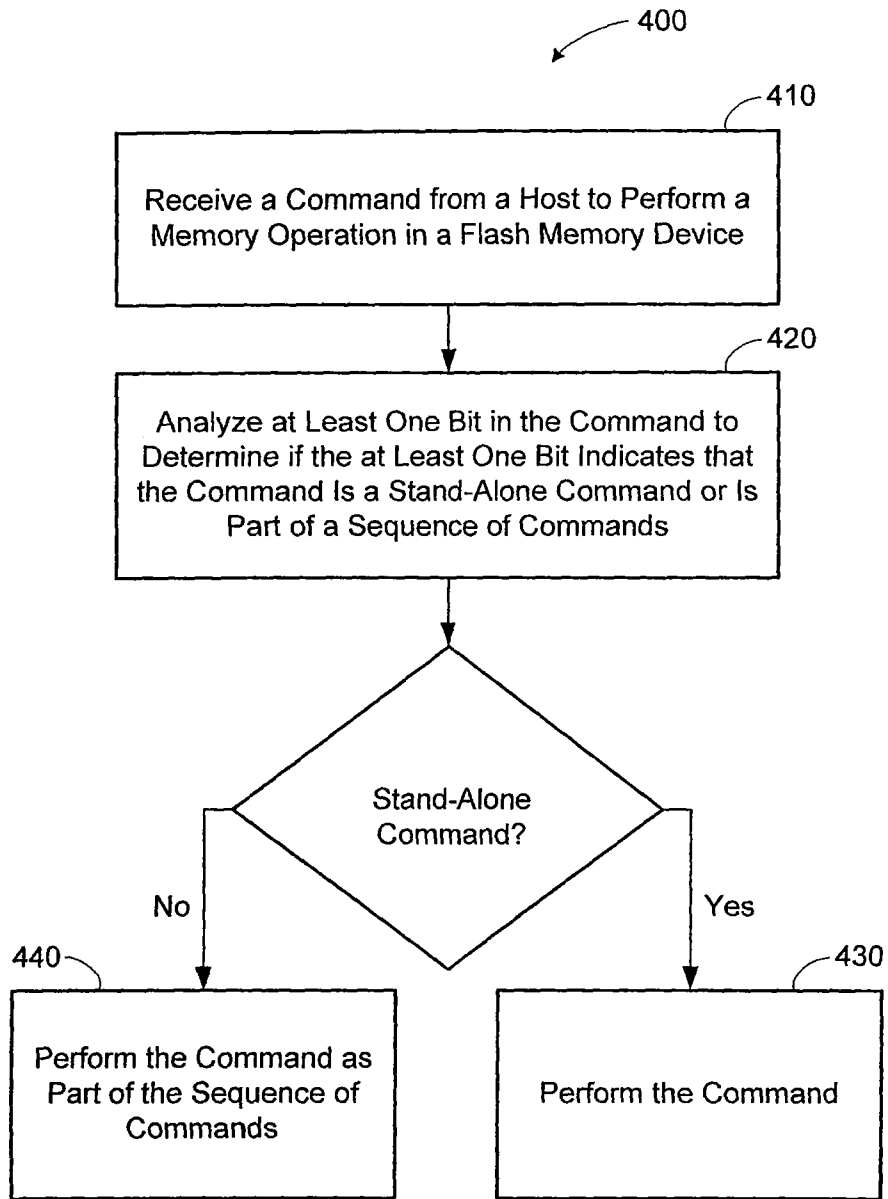 400
410
Receive a Command from a Host to Perform a
Memory Operation in a Flash Memory Device
420
Analyze at Least One Bit in the Command to
Determine if the at Least One Bit Indicates that
the Command Is a Stand-Alone Command or Is
Part of a Sequence of Commands
Stand-Alone
Command?
No
Yes
440
430
Perform the Command as
Part of the Sequence of
Commands
Perform the Command